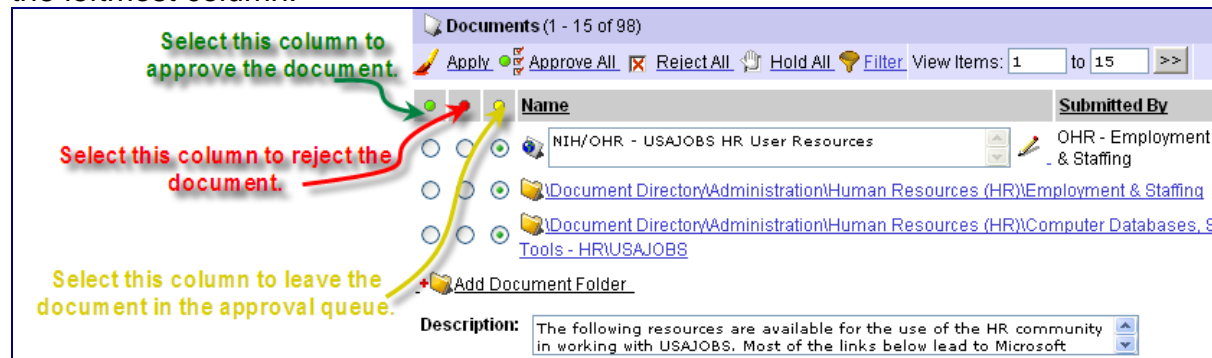 the leftmost column.
Documents (1 - 15 of 98)
Select this column to
approve the document.
Apply Approve All Reject All Hold All Filter View Items: 1 to 15 >>
Name Submitted By
NIH/OHR - USAJOBS HR User Resources
OHR - Employment
& Staffing
Select this column to reject the
document.
\Document Directory\Administration\Human Resources (HR)\Employment & Staffing
\Document Directory\Administration\Human Resources (HR)\Computer Databases, S
Tools - HR\USAJOBS
Select this column to leave the
document in the approval queue.
Add Document Folder
Description:
The following resources are available for the use of the HR community
in working with USAJOBS. Most of the links below lead to Microsoft